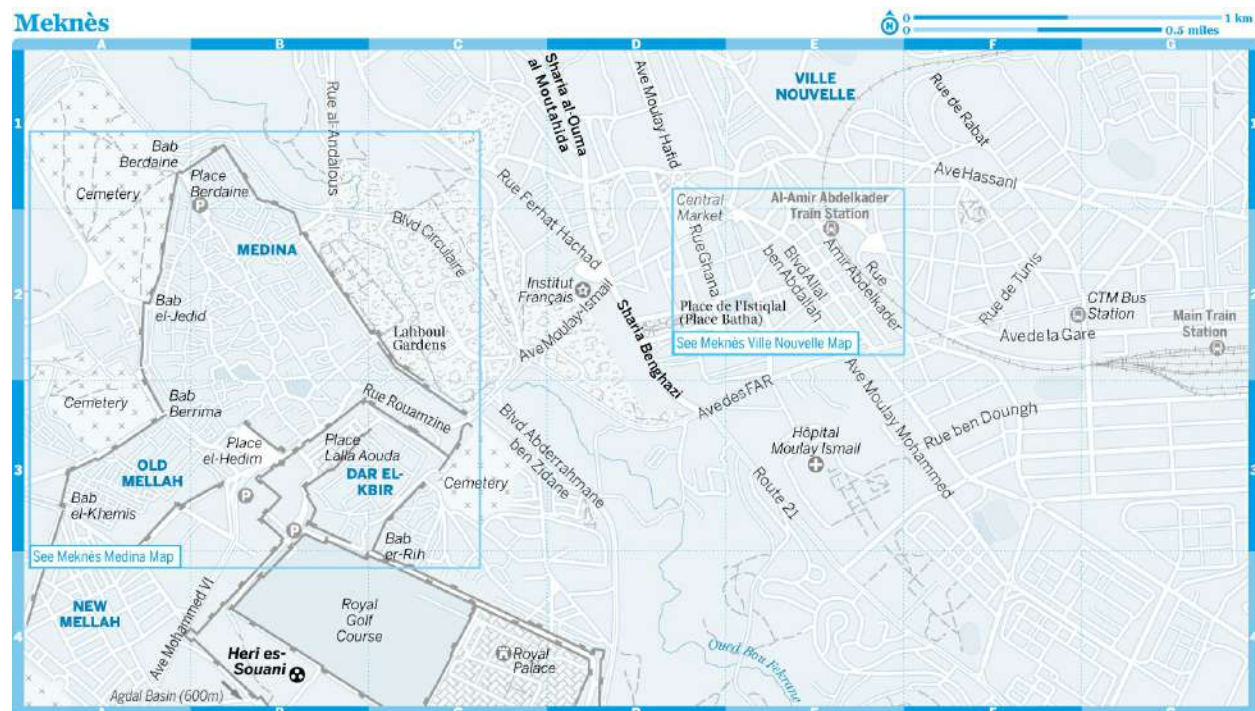 Meknès
N
0
1 km
0
0.5 miles
A
B
C
D
E
F
G
1
1
VILLE
NOUVELLE
Sharia al-Ouma
al Moutahida
Ave Moulay Hafid
Rue de Rabat
Rue al-Andalous
Bab
Berdaine
Place
Berdaine
P
Cemetery
Ave Hassani
Rue Ferhat Hachad
Central
Market
Al-Amir Abdelkader
Train Station
Blvd Circulaire
MEDINA
Rue Ghana
Blvd Allal
ben Abdallah
Rue
Amir Abdelkader
Rue de Tunis
2
2
Bab
el-Jedid
Institut
Français
Ave Moulay-Ismail
Sharia Benghazi
Place de l'Istiqlal
(Place Batha)
See Meknès Ville Nouvelle Map
CTM Bus
Station
Main Train
Station
Ave de la Gare
Lahboul
Gardens
Cemetery
Bab
Berrima
Rue Rouamzine
Ave des FAR
Ave Moulay Mohammed
Rue ben Doungh
Blvd Abderrahmane
ben Zidane
Place
el-Hedim
Place
Lalla Aouda
Hôpital
Moulay Ismail
3
3
OLD
MELLAH
DAR EL-
KBIR
Cemetery
Route 21
Bab
el-Khemis
P
P
Bab
er-Rih
See Meknès Medina Map
NEW
MELLAH
Ave Mohammed VI
Royal
Golf
Course
4
4
Heri es-
Souani
Royal
Palace
Oued Bou Fekrane
Agdal Basin (600m)
A
B
C
D
E
F
G